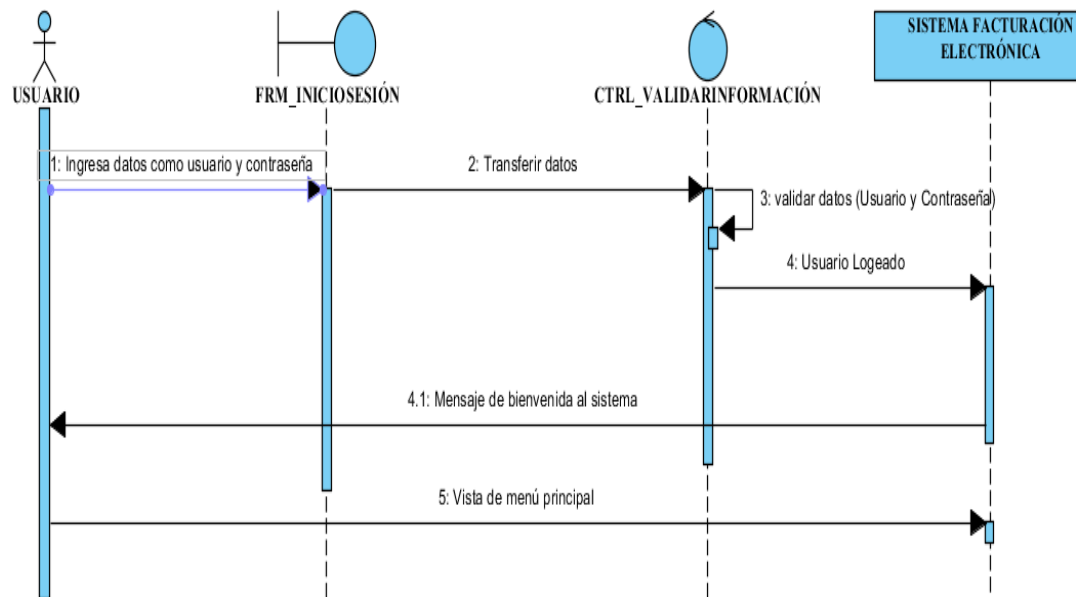 SISTEMA FACTURACIÓN
ELECTRÓNICA
USUARIO
FRM_INICIOSESIÓN
CTRL_VALIDARINFORMACIÓN
1: Ingresa datos como usuario y contraseña
2: Transferir datos
3: validar datos (Usuario y Contraseñal)
4: Usuario Logeado
4.1: Mensaje de bienvenida al sistema
5: Vista de menú principal